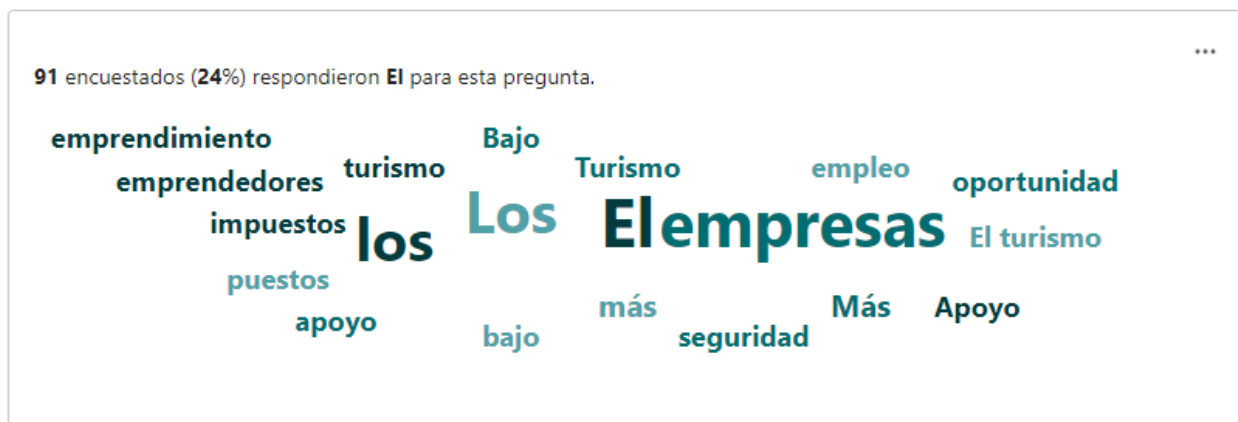 91 encuestados (24%) respondieron El para esta pregunta.
emprendimiento Bajo
turismo Turismo empleo
emprendedores oportunidad
impuestos los Los El empresas El turismo
puestos
más Más Apoyo
apoyo bajo seguridad